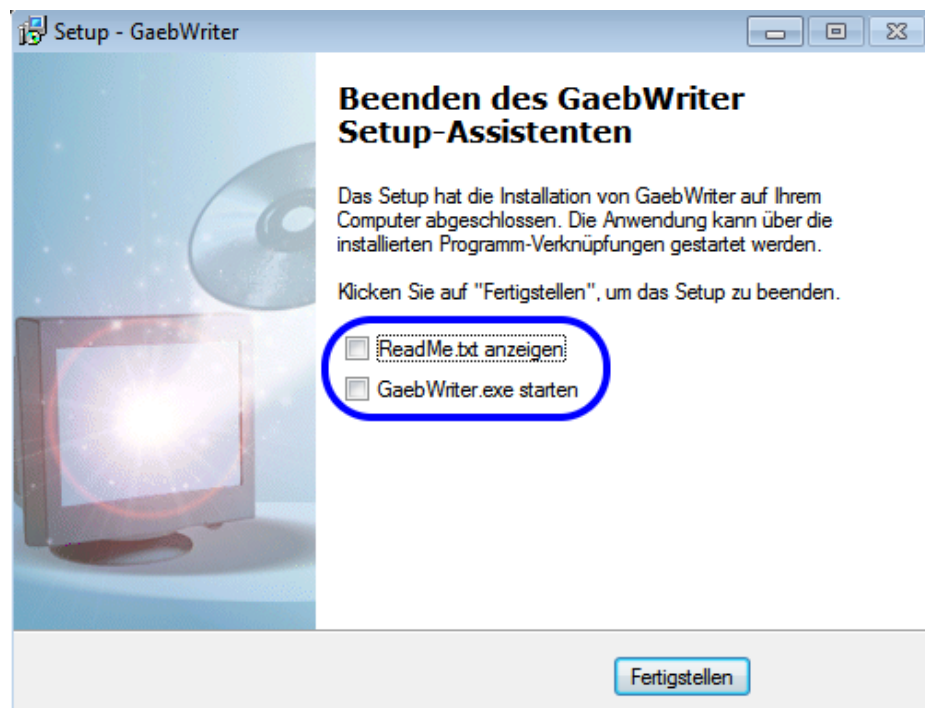 Setup - GaebWriter
Beenden des GaebWriter
Setup-Assistenten
Das Setup hat die Installation von GaebWriter auf Ihrem
Computer abgeschlossen. Die Anwendung kann über die
installierten Programm-Verknüpfungen gestartet werden.
Klicken Sie auf "Fertigstellen", um das Setup zu beenden.
ReadMe.txt anzeigen
GaebWriter.exe starten
Fertigstellen